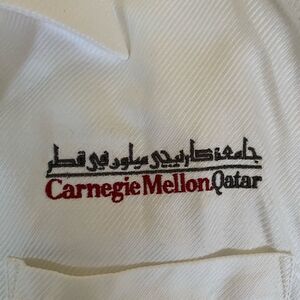 جامعة كارنيجي ميلون في قطر
Carnegie Mellon Qatar